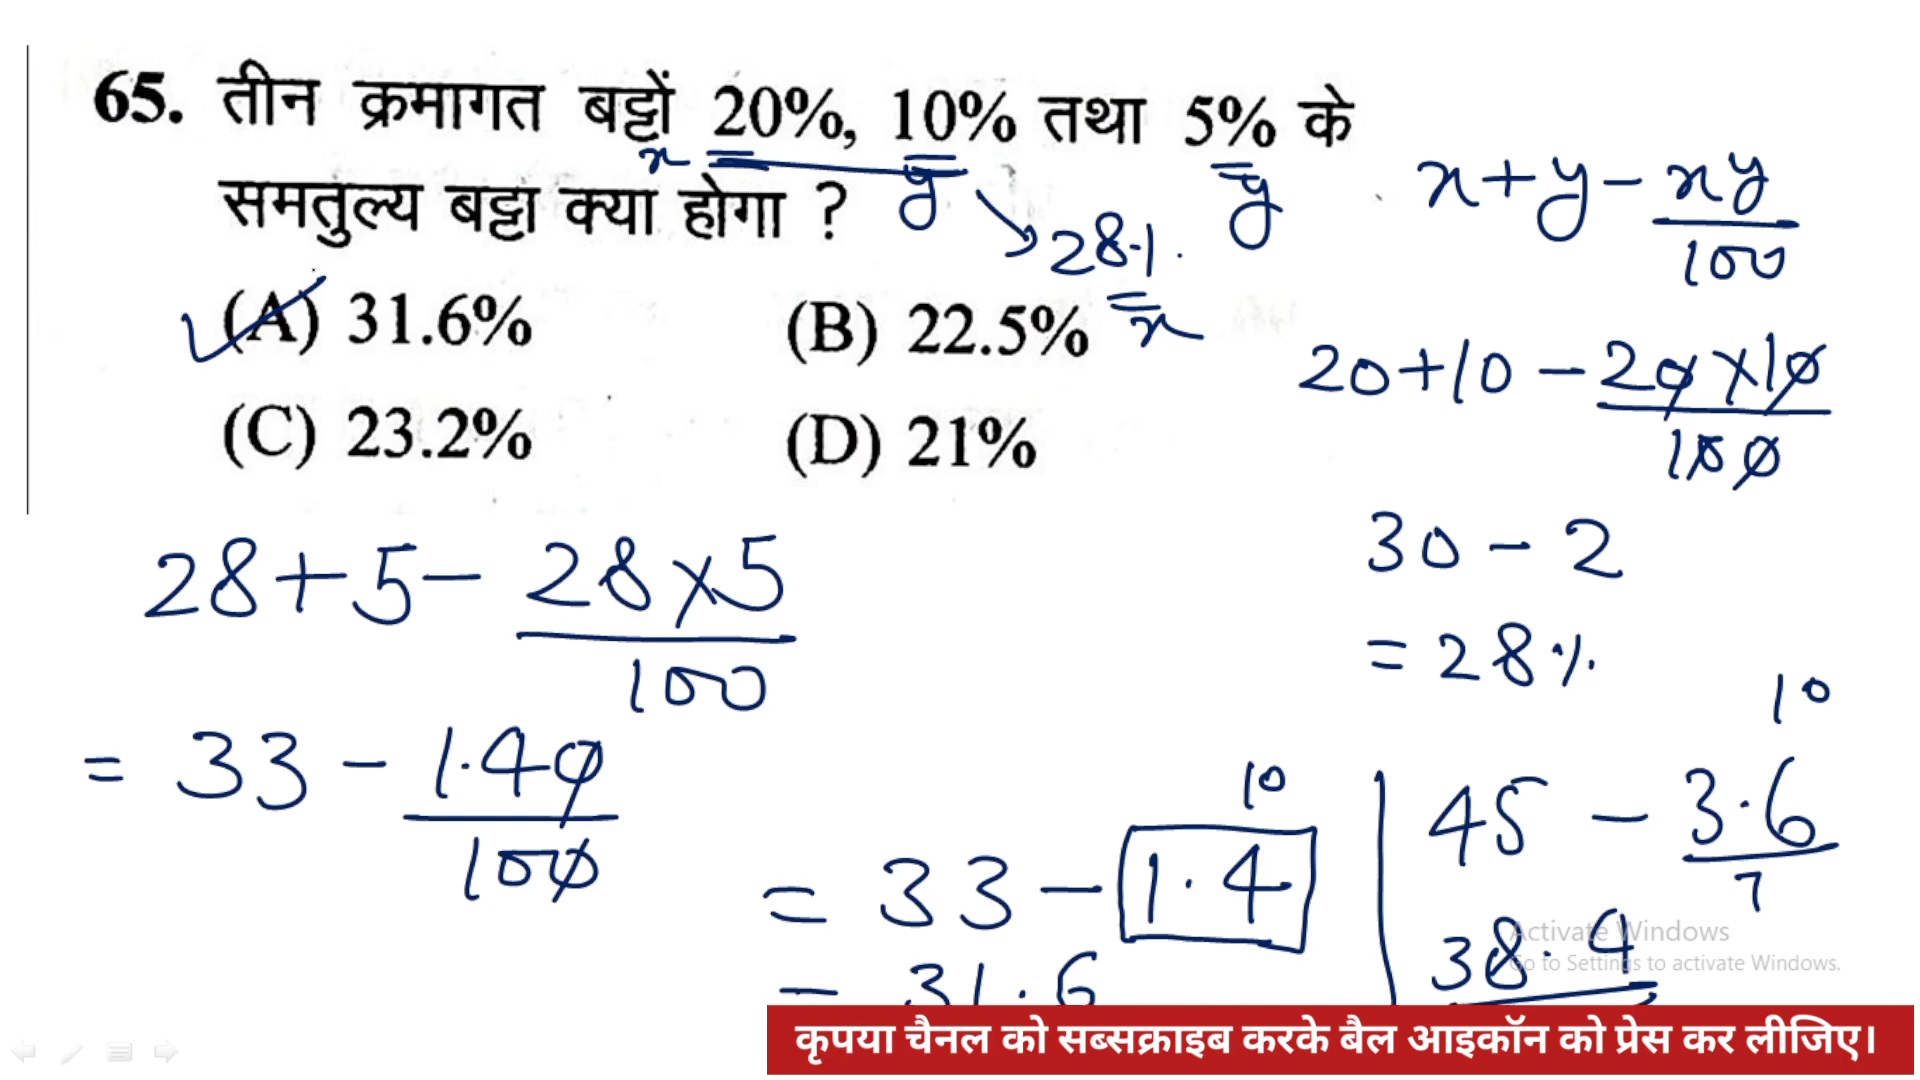 65. तीन क्रमागत बट्टों 20%, 10% तथा 5% के
समतुल्य बट्टा क्या होगा ?
x
y
y
28%
x
(A) 31.6%
(B) 22.5%
(C) 23.2%
(D) 21%
x+y-xy/100
20+10-20×10/100
30-2
=28%
28+5-28×5/100
=33-1.40/100
10
=33-1.4
=31.6
10
45-3.6
7
38.4
Activate Windows
Go to Settings to activate Windows.
कृपया चैनल को सब्सक्राइब करके बैल आइकॉन को प्रेस कर लीजिए।